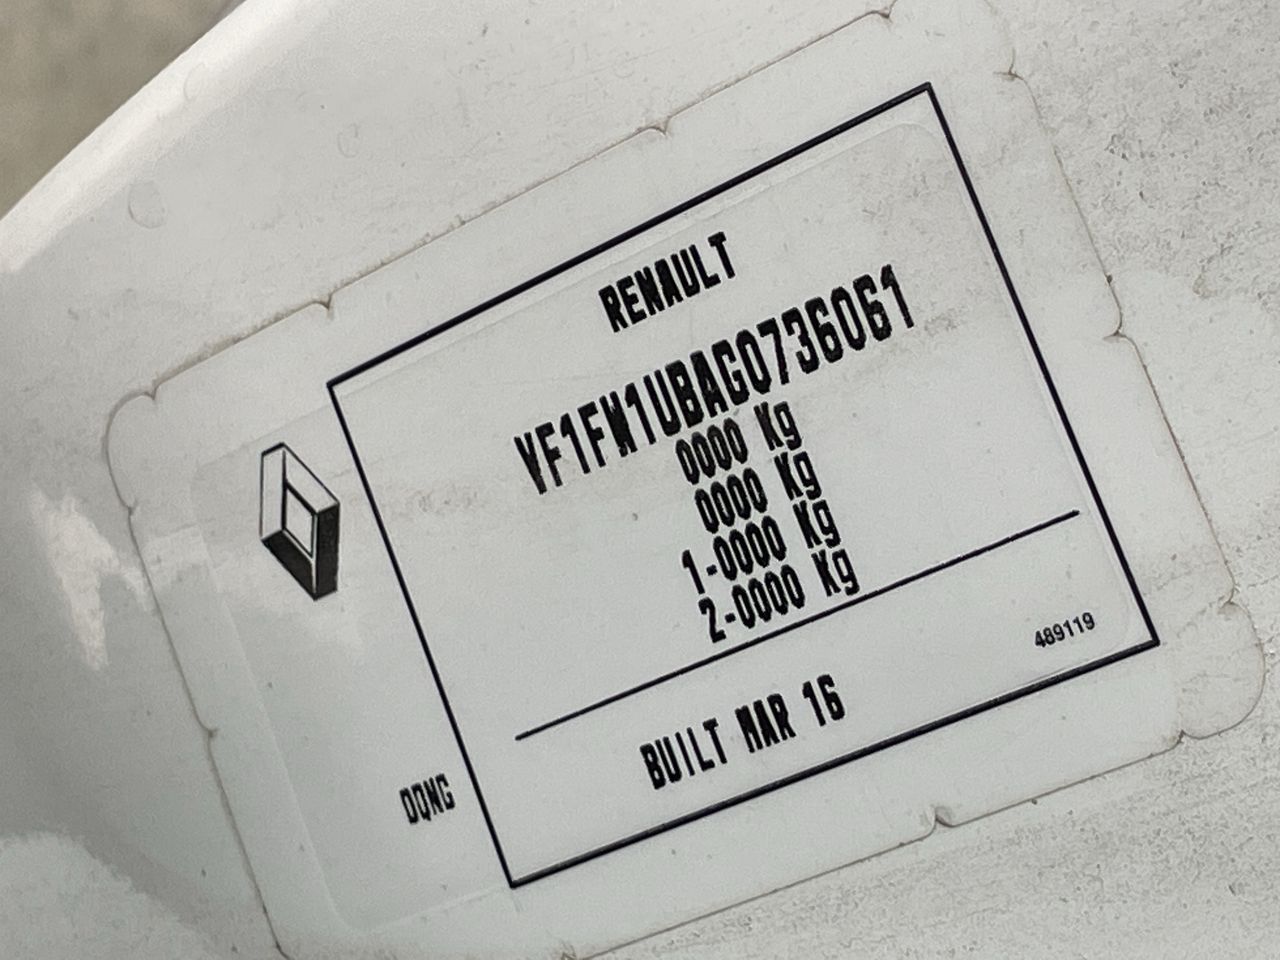 RENAULT
VF1FW1UBAG0736061
0000 Kg
0000 Kg
1-0000 Kg
2-0000 Kg
489119
BUILT MAR 16
DQNG